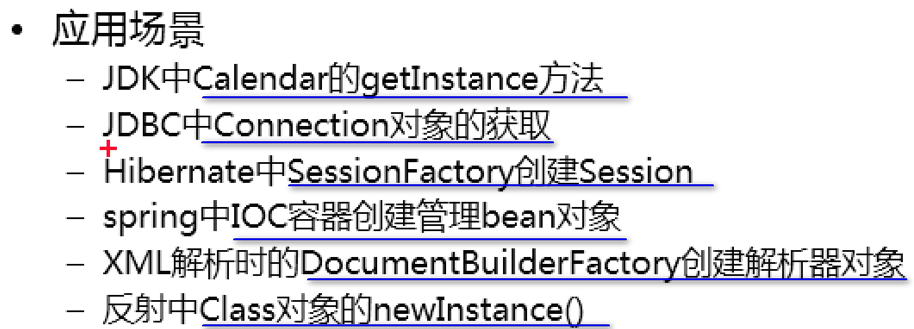 • 应用场景
– JDK中Calendar的getInstance方法
– JDBC中Connection对象的获取
– Hibernate中SessionFactory创建Session
– spring中IOC容器创建管理bean对象
– XML解析时的DocumentBuilderFactory创建解析器对象
– 反射中Class对象的newInstance()